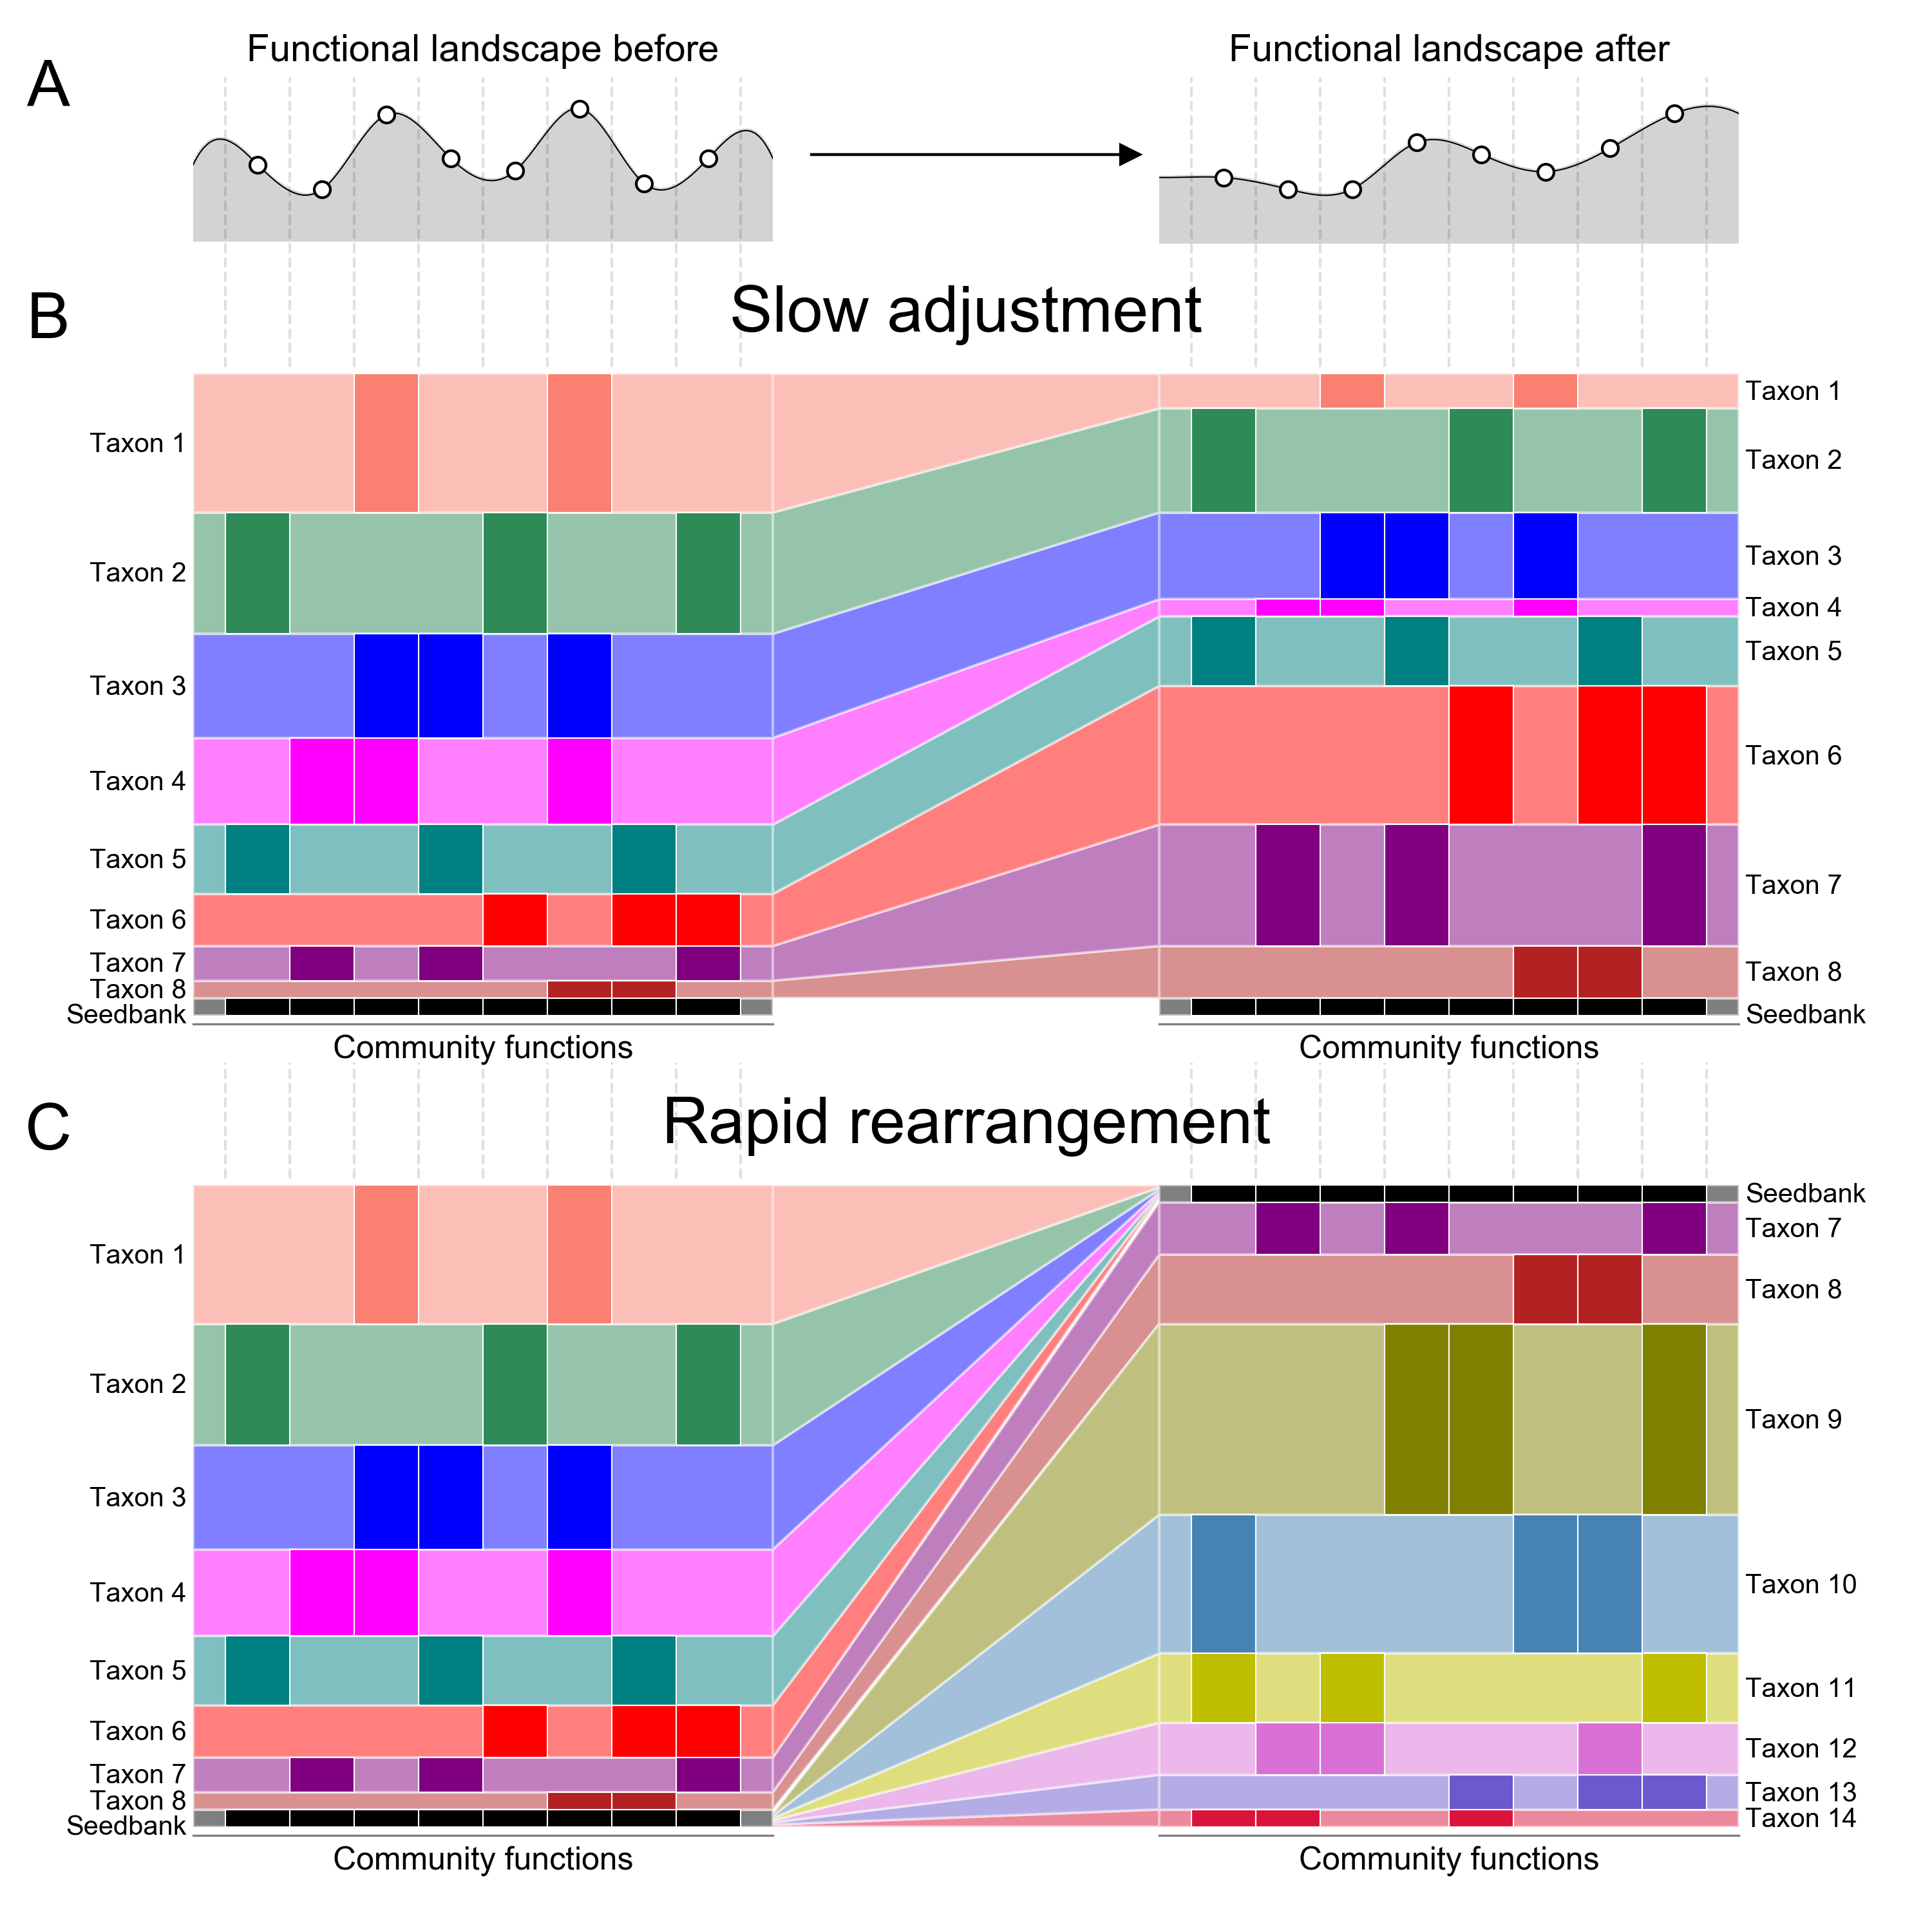 Functional landscape before
Functional landscape after
A
B
Slow adjustment
Taxon 1
Taxon 2
Taxon 3
Taxon 4
Taxon 5
Taxon 6
Taxon 7
Taxon 8
Seedbank
Taxon 1
Taxon 2
Taxon 3
Taxon 4
Taxon 5
Taxon 6
Taxon 7
Taxon 8
Seedbank
Community functions
Community functions
C
Rapid rearrangement
Taxon 1
Taxon 2
Taxon 3
Taxon 4
Taxon 5
Taxon 6
Taxon 7
Taxon 8
Seedbank
Seedbank
Taxon 7
Taxon 8
Taxon 9
Taxon 10
Taxon 11
Taxon 12
Taxon 13
Taxon 14
Community functions
Community functions